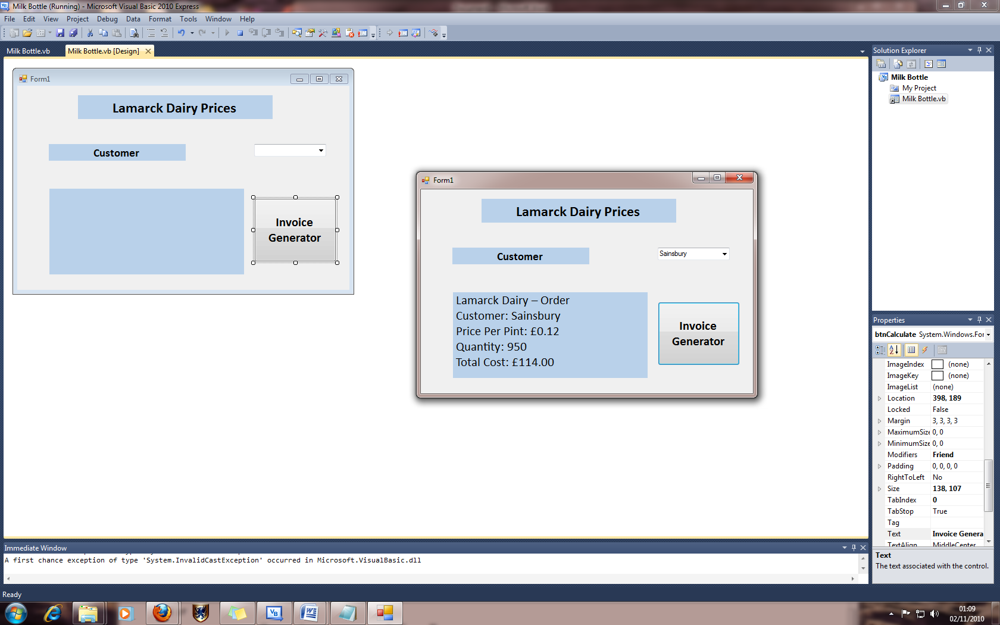 Milk Bottle (Running) - Microsoft Visual Basic 2010 Express
File Edit View Project Debug Data Format Tools Window Help
Milk Bottle.vb
Milk Bottle.vb [Design]
Form1
Lamarck Dairy Prices
Customer
Invoice
Generator
Form1
Lamarck Dairy Prices
Customer
Sainsbury
Lamarck Dairy – Order
Customer: Sainsbury
Price Per Pint: £0.12
Quantity: 950
Total Cost: £114.00
Invoice
Generator
Solution Explorer
Milk Bottle
My Project
Milk Bottle.vb
Properties
btnCalculate System.Windows.For
ImageIndex (none)
ImageKey (none)
ImageList (none)
Location 398, 189
Locked False
Margin 3, 3, 3, 3
MaximumSize 0, 0
MinimumSize 0, 0
Modifiers Friend
Padding 0, 0, 0, 0
RightToLeft No
Size 138, 107
TabIndex 0
TabStop True
Tag
Text Invoice Genera
TextAlign MiddleCenter
Text
The text associated with the control.
Immediate Window
A first chance exception of type 'System.InvalidCastException' occurred in Microsoft.VisualBasic.dll
Ready
01:09
02/11/2010